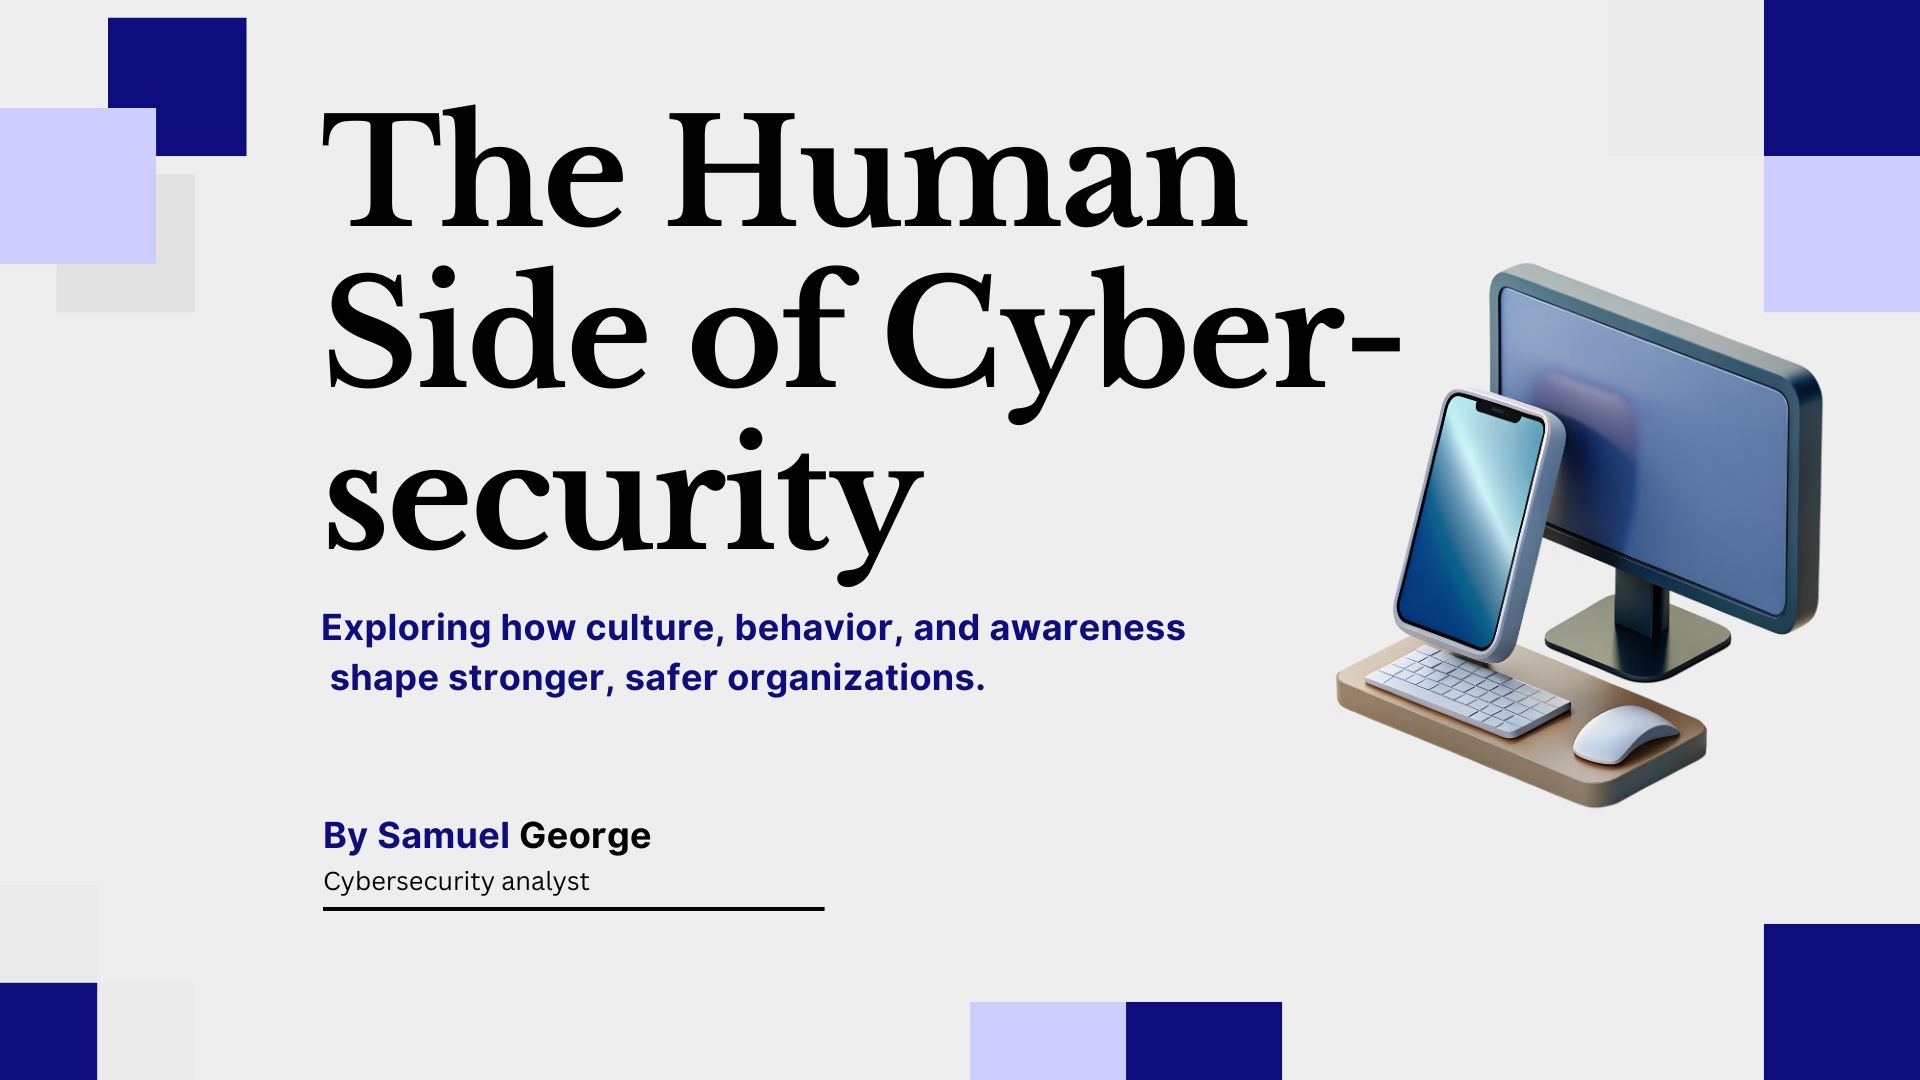 The Human
Side of Cyber-
security
Exploring how culture, behavior, and awareness
shape stronger, safer organizations.
By Samuel George
Cybersecurity analyst